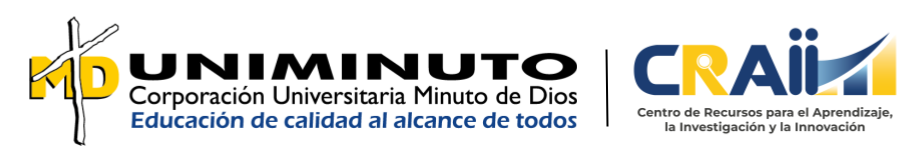 MD
UNIMINUTO
Corporación Universitaria Minuto de Dios
Educación de calidad al alcance de todos
CRAII
Centro de Recursos para el Aprendizaje,
la Investigación y la Innovación